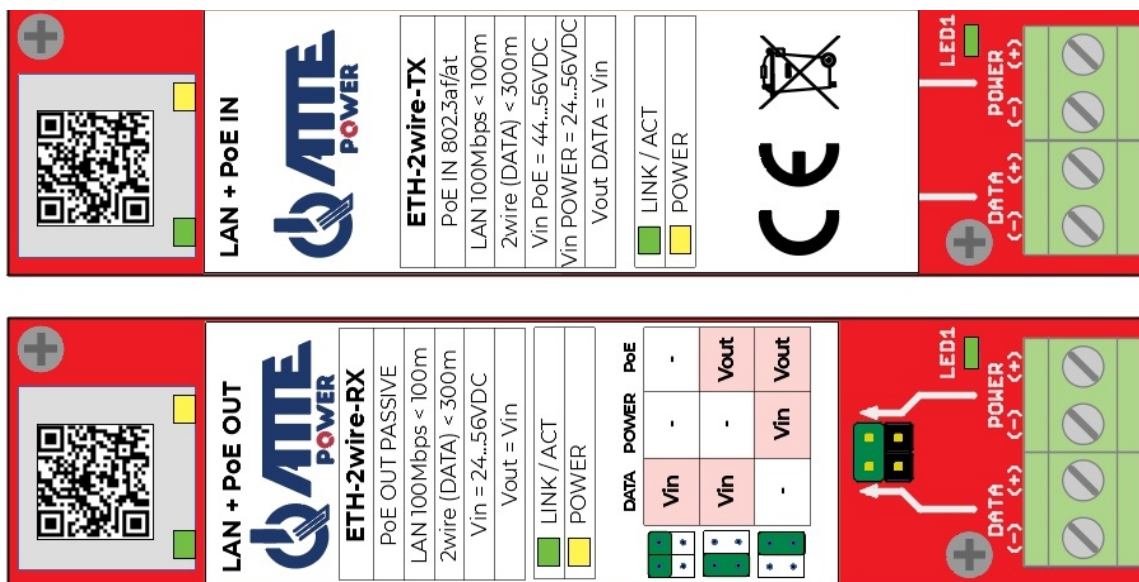 LAN + PoE IN
ATTE
POWER
ETH-2wire-TX
PoE IN 802.3af/at
LAN 100Mbps < 100m
2wire (DATA) < 300m
Vin PoE = 44...56VDC
Vin POWER = 24...56VDC
Vout DATA = Vin
LINK / ACT
POWER
CE
LED1
POWER
(-) (+)
DATA
(-) (+)
LAN + PoE OUT
ATTE
POWER
ETH-2wire-RX
PoE OUT PASSIVE
LAN 100Mbps < 100m
2wire (DATA) < 300m
Vin = 24...56VDC
Vout = Vin
LINK / ACT
POWER
DATA POWER PoE
Vin - -
Vin - Vout
- Vin Vout
LED1
POWER
(-) (+)
DATA
(-) (+)